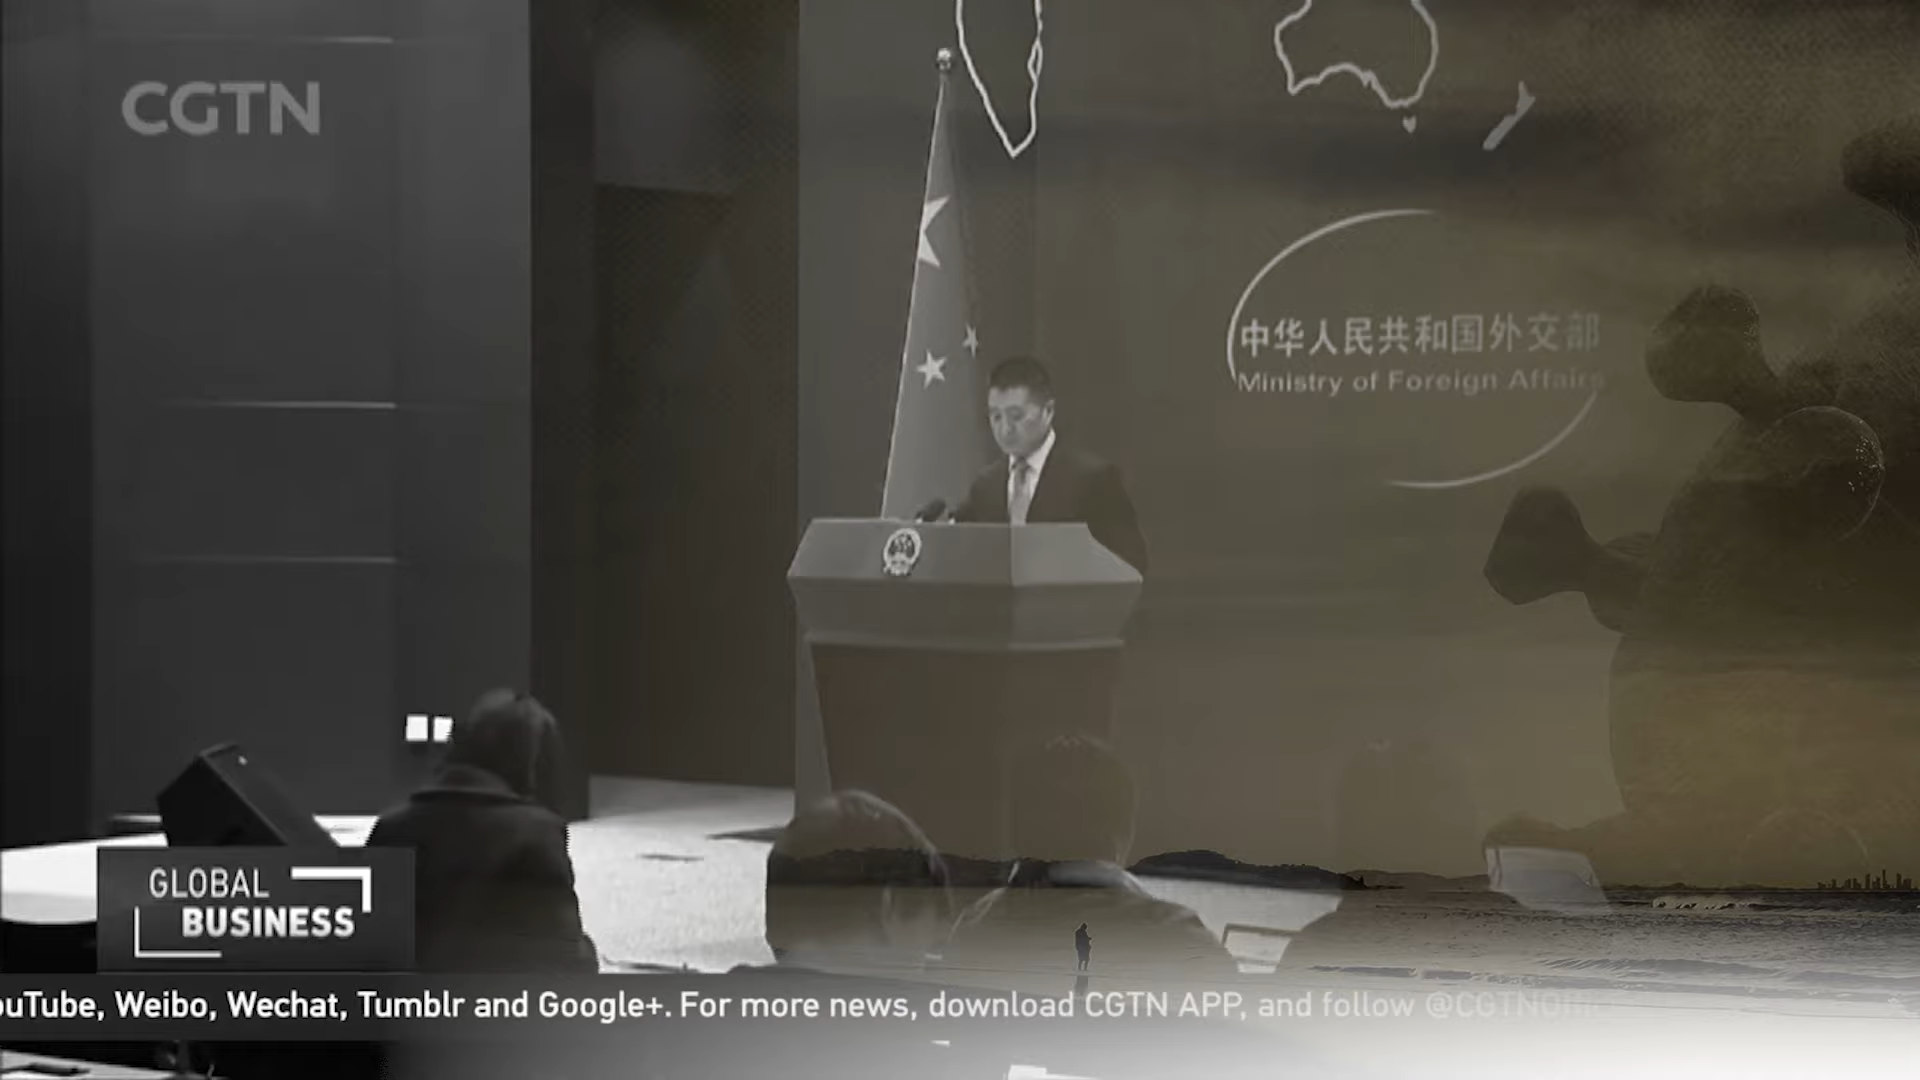 CGTN
中华人民共和国外交部
Ministry of Foreign Affairs
GLOBAL
BUSINESS
ouTube, Weibo, Wechat, Tumblr and Google+. For more news, download CGTN APP, and follow